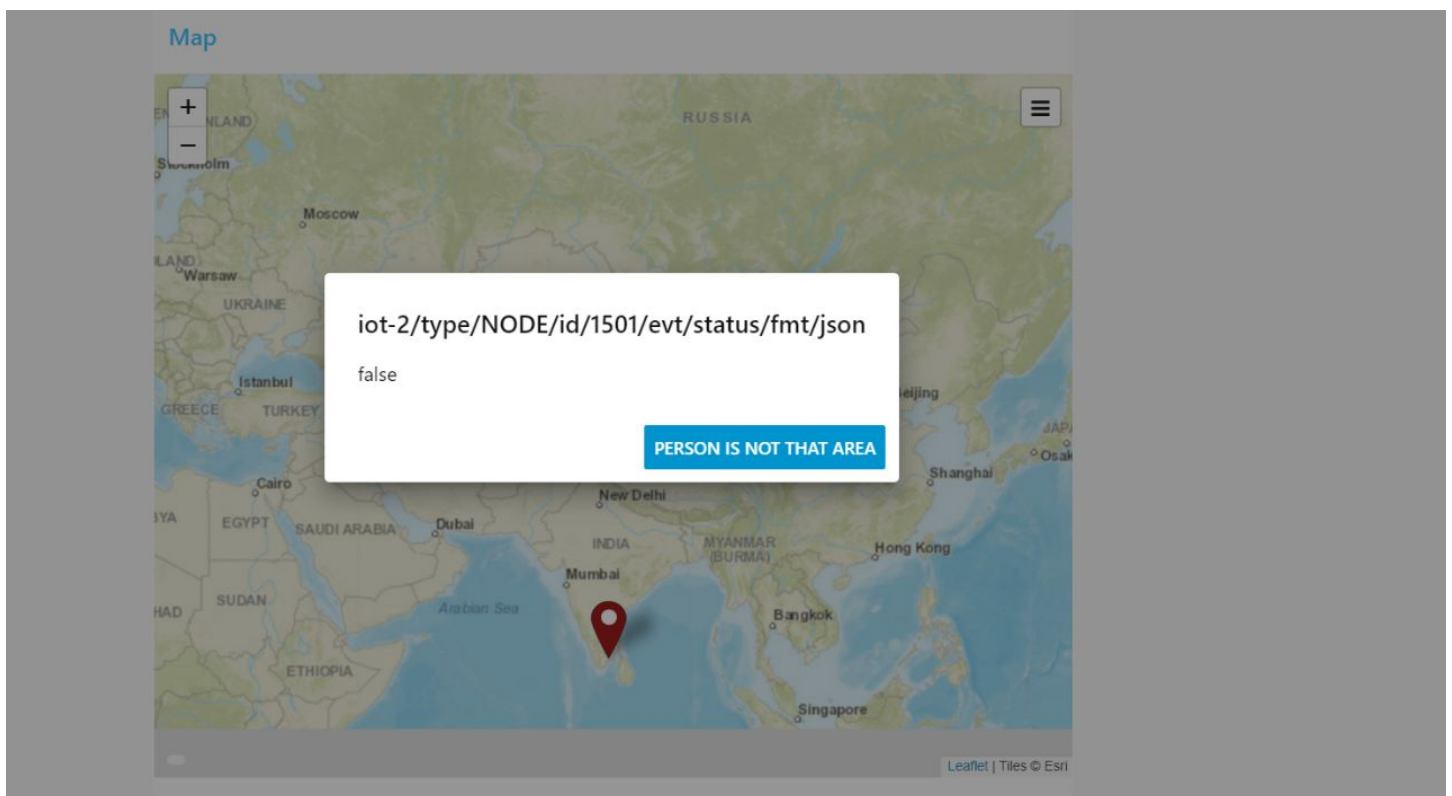 Map
+
−
RUSSIA
Moscow
Warsaw
UKRAINE
iot-2/type/NODE/id/1501/evt/status/fmt/json
false
PERSON IS NOT THAT AREA
Istanbul
GREECE
TURKEY
Shanghai
Cairo
New Delhi
EGYPT
SAUDI ARABIA
Dubai
INDIA
MYANMAR
(BURMA)
Hong Kong
Mumbai
SUDAN
Arabian Sea
Bangkok
ETHIOPIA
Singapore
Leaflet | Tiles © Esri